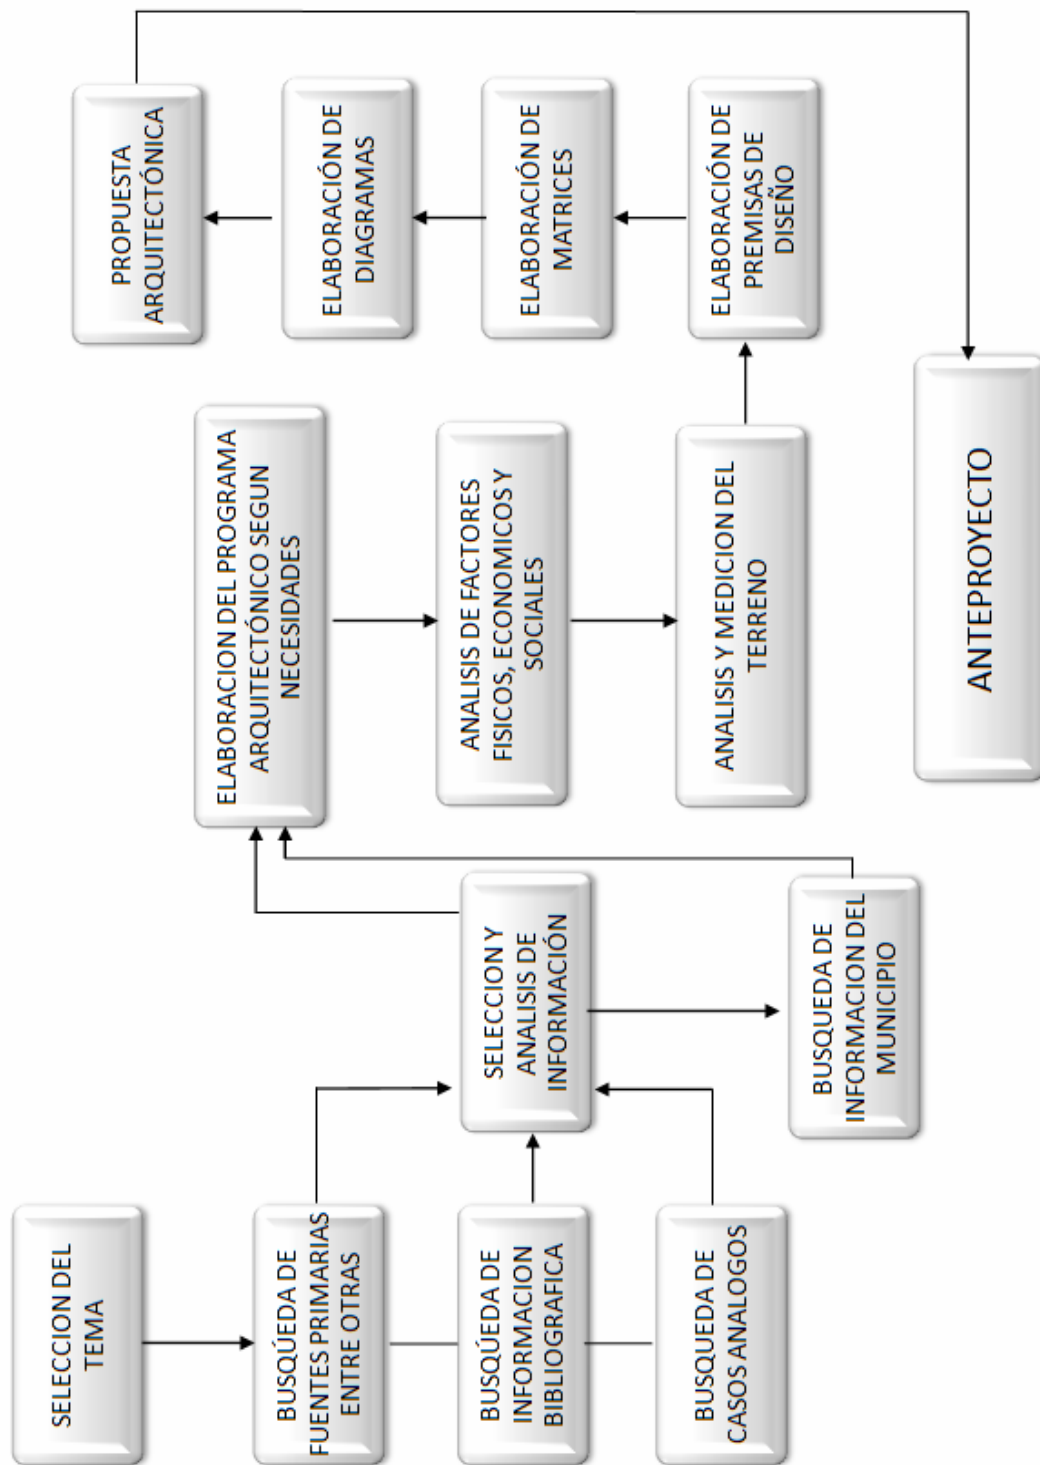 SELECCION DEL
TEMA
BUSQÚEDA DE
FUENTES PRIMARIAS
ENTRE OTRAS
BUSQÚEDA DE
INFORMACION
BIBLIOGRAFICA
BUSQUEDA DE
CASOS ANALOGOS
SELECCION Y
ANALISIS DE
INFORMACIÓN
BUSQUEDA DE
INFORMACION DEL
MUNICIPIO
ELABORACION DEL PROGRAMA
ARQUITECTÓNICO SEGUN
NECESIDADES
ANALISIS DE FACTORES
FISICOS, ECONOMICOS Y
SOCIALES
ANALISIS Y MEDICION DEL
TERRENO
ELABORACIÓN DE
PREMISAS DE
DISEÑO
ELABORACIÓN DE
MATRICES
ELABORACIÓN DE
DIAGRAMAS
PROPUESTA
ARQUITECTÓNICA
ANTEPROYECTO